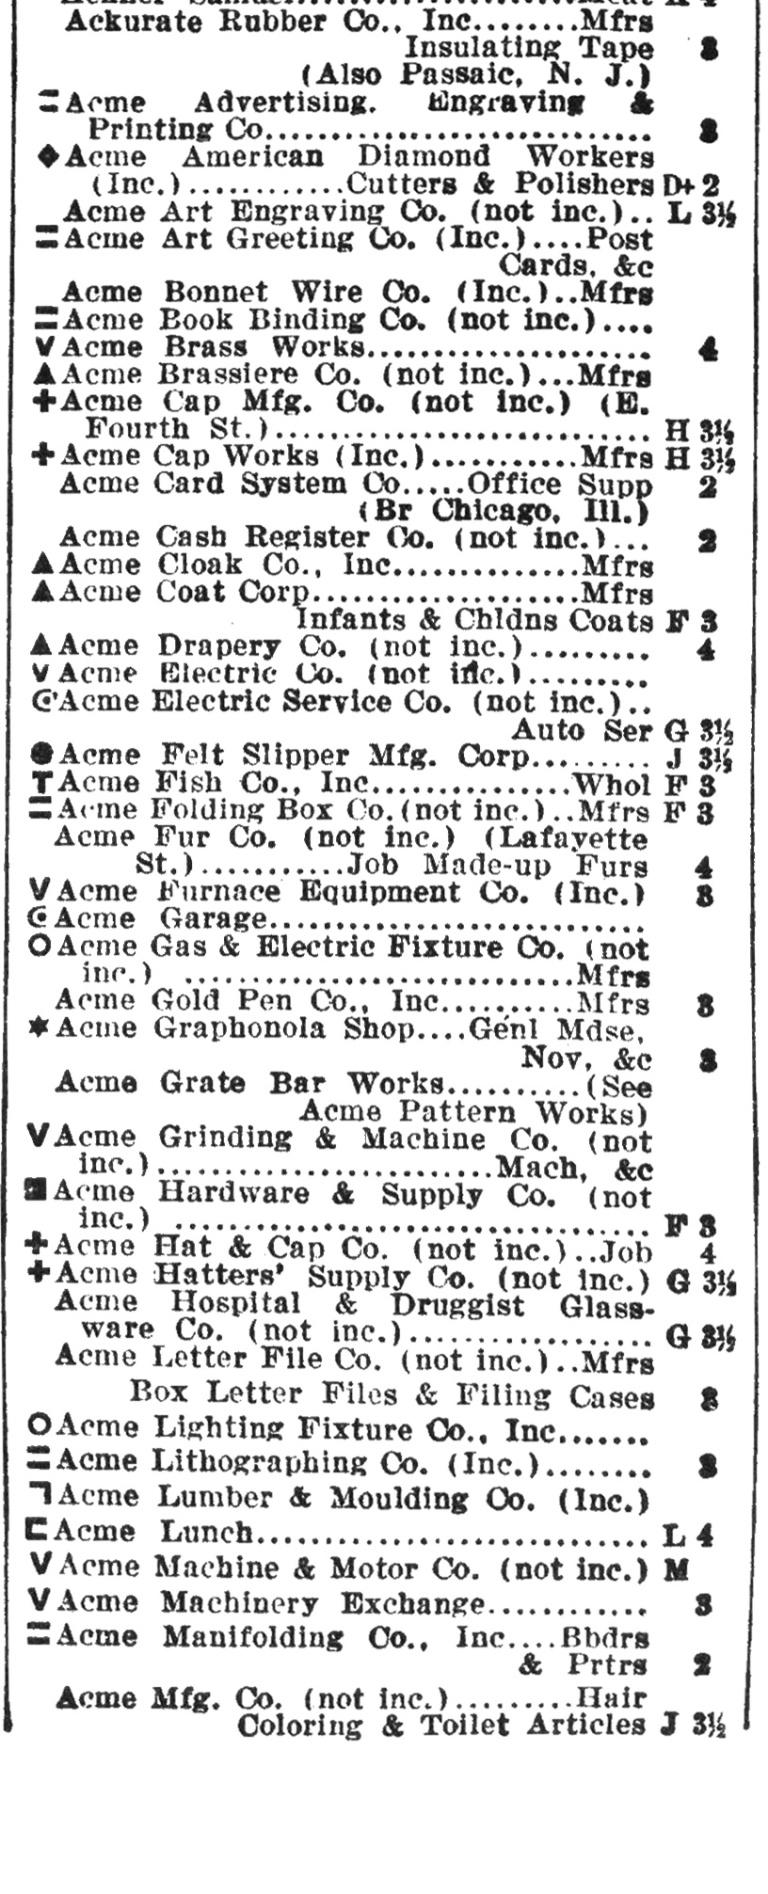 Ackurate Rubber Co., Inc........Mfrs
Insulating Tape 3
(Also Passaic, N. J.)
=Acme Advertising, Engraving &
Printing Co............................. 3
◆Acme American Diamond Workers
(Inc.)............Cutters & Polishers D+ 2
Acme Art Engraving Co. (not inc.).. L 3½
=Acme Art Greeting Co. (Inc.)....Post
Cards, &c
Acme Bonnet Wire Co. (Inc.)..Mfrs
=Acme Book Binding Co. (not inc.)....
VAcme Brass Works..................... 4
▲Acme Brassiere Co. (not inc.)...Mfrs
+Acme Cap Mfg. Co. (not inc.) (E.
Fourth St.)............................. H 3½
+Acme Cap Works (Inc.)...........Mfrs H 3½
Acme Card System Co.....Office Supp 2
(Br Chicago, Ill.)
Acme Cash Register Co. (not inc.)... 2
▲Acme Cloak Co., Inc..............Mfrs
▲Acme Coat Corp...................Mfrs
Infants & Chldns Coats F 3
▲Acme Drapery Co. (not inc.)......... 4
VAcme Electric Co. (not inc.).........
Acme Electric Service Co. (not inc.)..
Auto Ser G 3½
●Acme Felt Slipper Mfg. Corp......... J 3½
TAcme Fish Co., Inc...............Whol F 3
=Acme Folding Box Co. (not inc.)..Mfrs F 3
Acme Fur Co. (not inc.) (Lafayette
St.)...........Job Made-up Furs 4
VAcme Furnace Equipment Co. (Inc.) 3
Acme Garage.............................
OAcme Gas & Electric Fixture Co. (not
inc.) .............................Mfrs
Acme Gold Pen Co., Inc..........Mfrs 3
✶Acme Graphonola Shop....Genl Mdse,
Nov, &c 3
Acme Grate Bar Works..........(See
Acme Pattern Works)
VAcme Grinding & Machine Co. (not
inc.).........................Mach, &c
■Acme Hardware & Supply Co. (not
inc.) ................................... F 3
+Acme Hat & Cap Co. (not inc.)..Job 4
+Acme Hatters' Supply Co. (not inc.) G 3½
Acme Hospital & Druggist Glass-
ware Co. (not inc.).................. G 3½
Acme Letter File Co. (not inc.)..Mfrs
Box Letter Files & Filing Cases 3
OAcme Lighting Fixture Co., Inc.......
=Acme Lithographing Co. (Inc.)........ 3
⅂Acme Lumber & Moulding Co. (Inc.)
⊏Acme Lunch............................. L 4
VAcme Machine & Motor Co. (not inc.) M
VAcme Machinery Exchange............ 3
=Acme Manifolding Co., Inc....Bbdrs
& Prtrs 2
Acme Mfg. Co. (not inc.).........Hair
Coloring & Toilet Articles J 3½